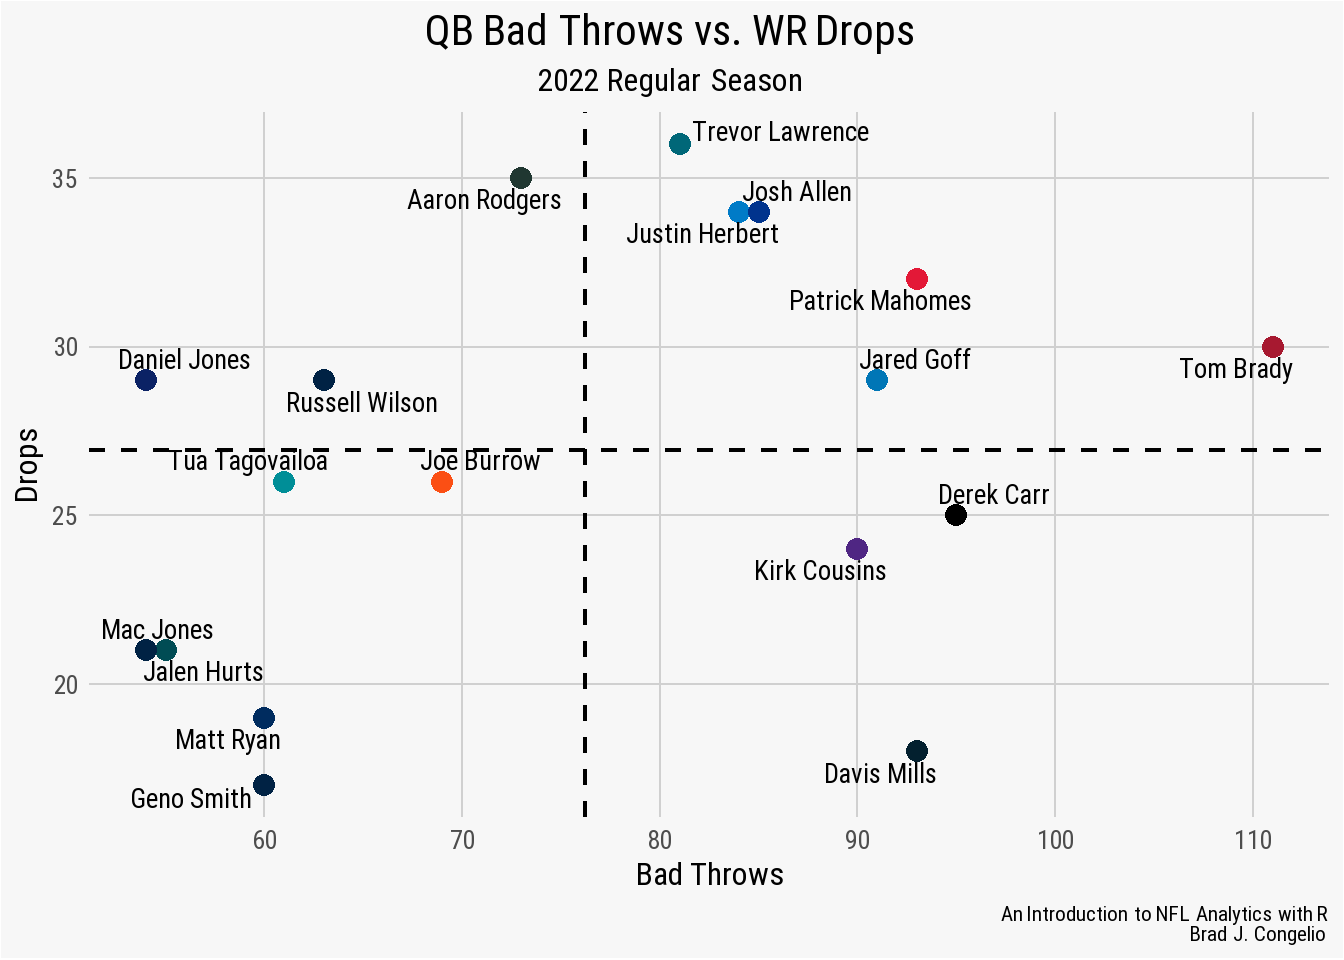 QB Bad Throws vs. WR Drops
2022 Regular Season
Trevor Lawrence
Aaron Rodgers
Josh Allen
Justin Herbert
Patrick Mahomes
Daniel Jones
Jared Goff
Tom Brady
Russell Wilson
Tua Tagovailoa
Joe Burrow
Derek Carr
Kirk Cousins
Mac Jones
Jalen Hurts
Matt Ryan
Davis Mills
Geno Smith
35
30
25
20
Drops
60 70 80 90 100 110
Bad Throws
An Introduction to NFL Analytics with R
Brad J. Congelio